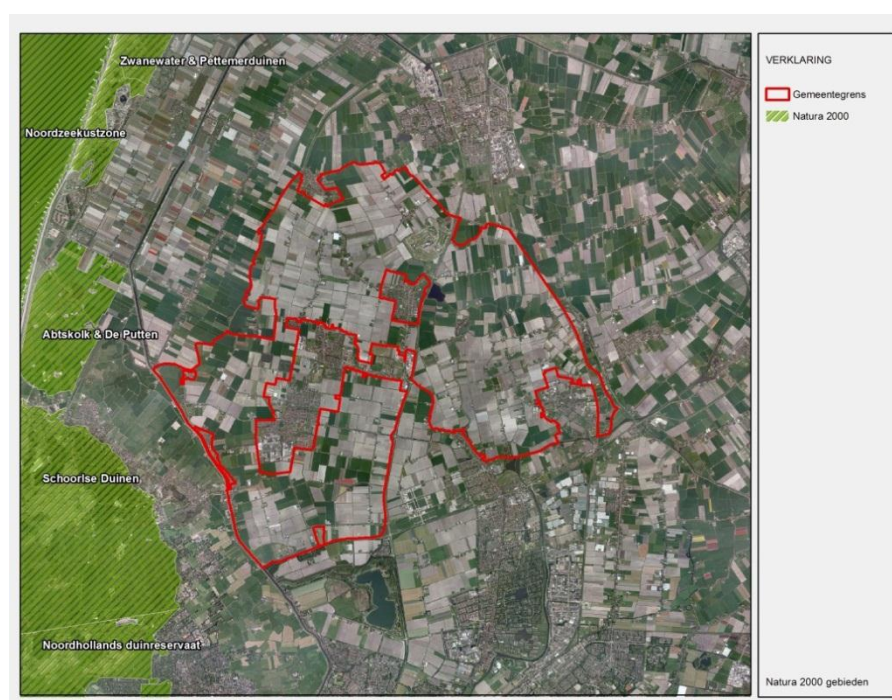 Zwanewater & Pettemerduinen
Noordzeekustzone
Abtskolk & De Putten
Schoorlse Duinen
Noordhollands duinreservaat
VERKLARING
Gemeentegrens
Natura 2000
Natura 2000 gebieden